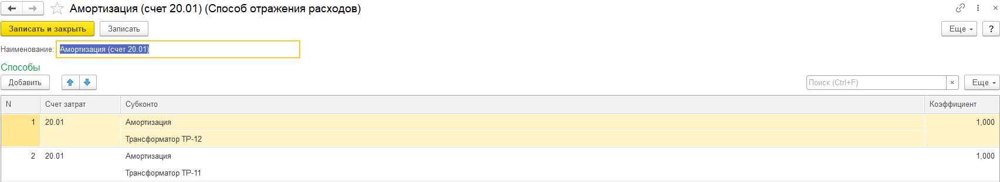 Амортизация (счет 20.01) (Способ отражения расходов)
Записать и закрыть Записать Еще ?
Наименование: Амортизация (счет 20.01)
Способы
Добавить Поиск (Ctrl+F) × Еще
N Счет затрат Субконто Коэффициент
1 20.01 Амортизация 1,000
Трансформатор ТР-12
2 20.01 Амортизация 1,000
Трансформатор ТР-11